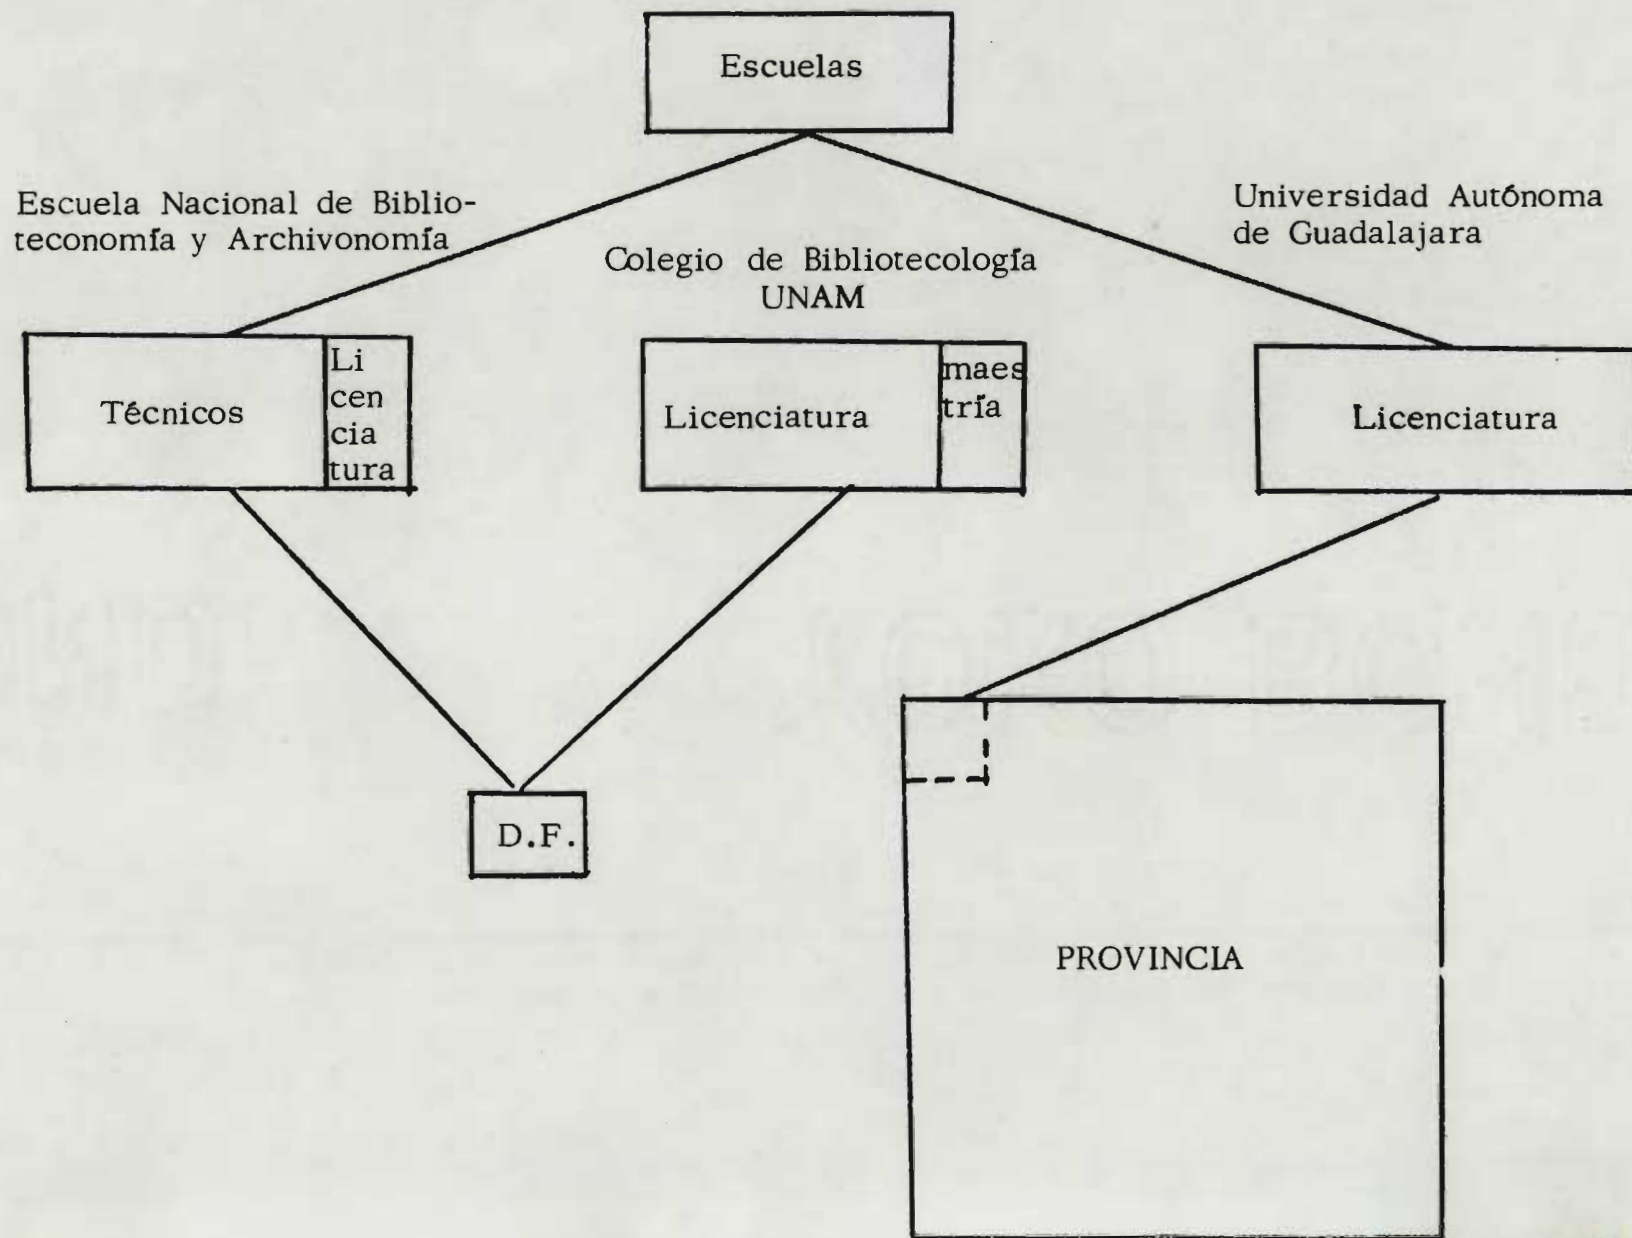 Escuelas
Escuela Nacional de Biblio-
teconomía y Archivonomía
Colegio de Bibliotecología
UNAM
Universidad Autónoma
de Guadalajara
Técnicos
Li
cen
cia
tura
Licenciatura
maes
tría
Licenciatura
D.F.
PROVINCIA